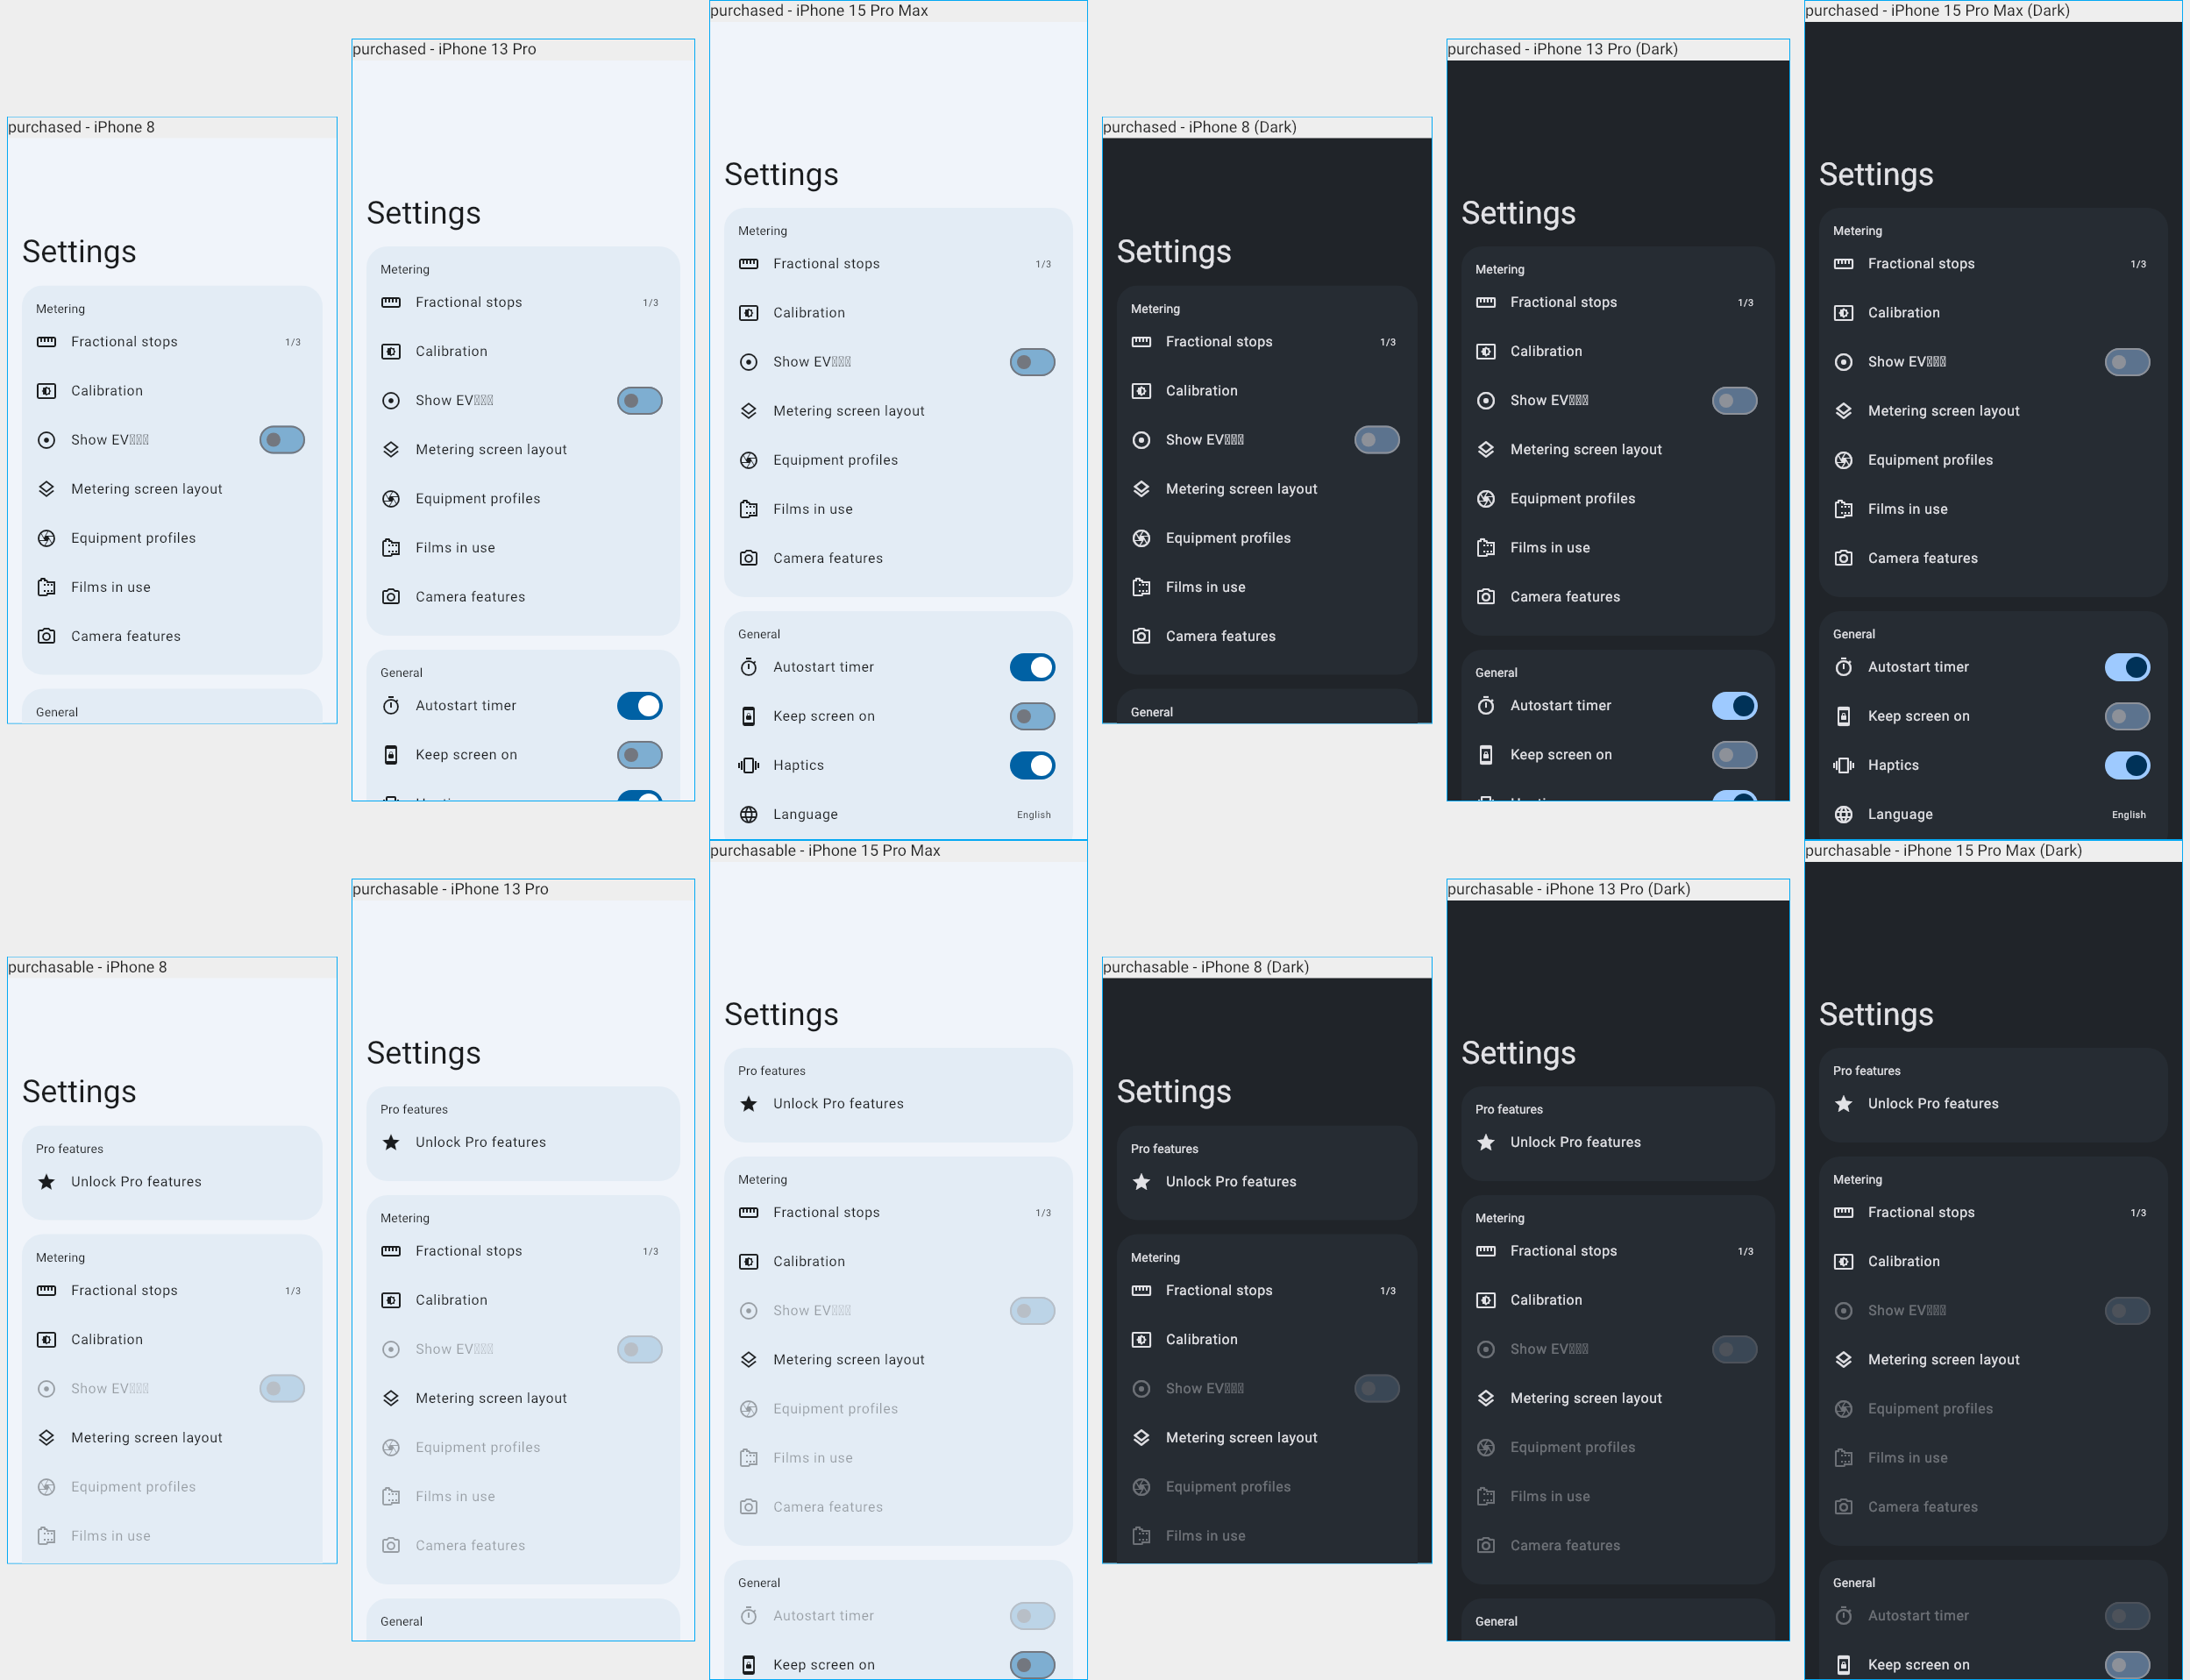 purchased - iPhone 8
Settings
Metering
Fractional stops 1/3
Calibration
Show EV
Metering screen layout
Equipment profiles
Films in use
Camera features
General
purchased - iPhone 13 Pro
Settings
Metering
Fractional stops 1/3
Calibration
Show EV
Metering screen layout
Equipment profiles
Films in use
Camera features
General
Autostart timer
Keep screen on
purchased - iPhone 15 Pro Max
Settings
Metering
Fractional stops 1/3
Calibration
Show EV
Metering screen layout
Equipment profiles
Films in use
Camera features
General
Autostart timer
Keep screen on
Haptics
Language English
purchased - iPhone 8 (Dark)
Settings
Metering
Fractional stops 1/3
Calibration
Show EV
Metering screen layout
Equipment profiles
Films in use
Camera features
General
purchased - iPhone 13 Pro (Dark)
Settings
Metering
Fractional stops 1/3
Calibration
Show EV
Metering screen layout
Equipment profiles
Films in use
Camera features
General
Autostart timer
Keep screen on
purchased - iPhone 15 Pro Max (Dark)
Settings
Metering
Fractional stops 1/3
Calibration
Show EV
Metering screen layout
Equipment profiles
Films in use
Camera features
General
Autostart timer
Keep screen on
Haptics
Language English
purchasable - iPhone 8
Settings
Pro features
Unlock Pro features
Metering
Fractional stops 1/3
Calibration
Show EV
Metering screen layout
Equipment profiles
Films in use
purchasable - iPhone 13 Pro
Settings
Pro features
Unlock Pro features
Metering
Fractional stops 1/3
Calibration
Show EV
Metering screen layout
Equipment profiles
Films in use
Camera features
General
purchasable - iPhone 15 Pro Max
Settings
Pro features
Unlock Pro features
Metering
Fractional stops 1/3
Calibration
Show EV
Metering screen layout
Equipment profiles
Films in use
Camera features
General
Autostart timer
Keep screen on
purchasable - iPhone 8 (Dark)
Settings
Pro features
Unlock Pro features
Metering
Fractional stops 1/3
Calibration
Show EV
Metering screen layout
Equipment profiles
Films in use
purchasable - iPhone 13 Pro (Dark)
Settings
Pro features
Unlock Pro features
Metering
Fractional stops 1/3
Calibration
Show EV
Metering screen layout
Equipment profiles
Films in use
Camera features
General
purchasable - iPhone 15 Pro Max (Dark)
Settings
Pro features
Unlock Pro features
Metering
Fractional stops 1/3
Calibration
Show EV
Metering screen layout
Equipment profiles
Films in use
Camera features
General
Autostart timer
Keep screen on